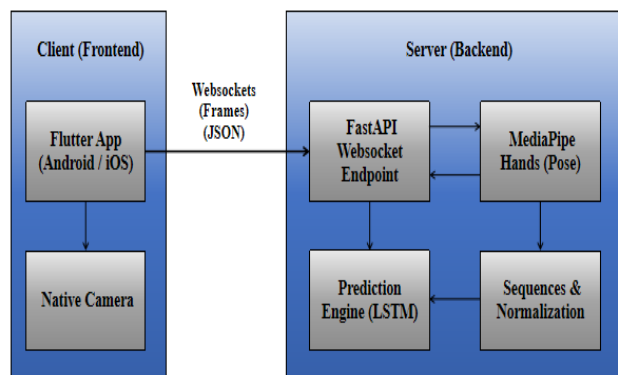 Client (Frontend)
Server (Backend)
Websockets
(Frames)
(JSON)
Flutter App
(Android / iOS)
FastAPI
Websocket
Endpoint
MediaPipe
Hands (Pose)
Native Camera
Prediction
Engine (LSTM)
Sequences &
Normalization